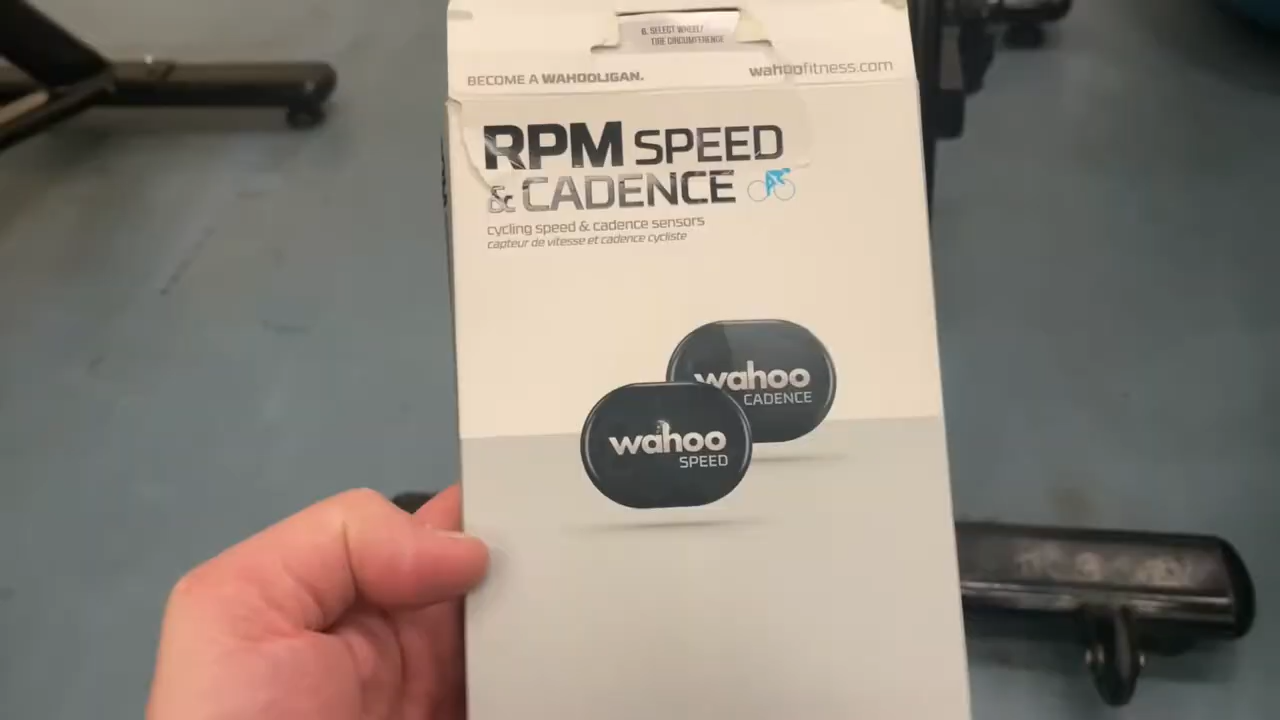 6. SELECT WHEEL/
TIRE CIRCUMFERENCE
BECOME A WAHOOLIGAN.
wahoofitness.com
RPM SPEED
& CADENCE
cycling speed & cadence sensors
capteur de vitesse et cadence cycliste
wahoo
CADENCE
wahoo
SPEED